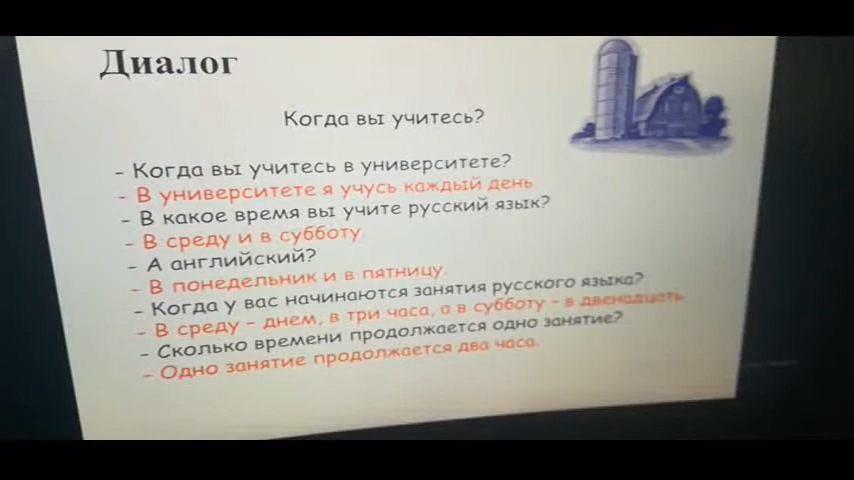 Диалог
Когда вы учитесь?
- Когда вы учитесь в университете?
- В университете я учусь каждый день.
- В какое время вы учите русский язык?
- В среду и в субботу.
- А английский?
- В понедельник и в пятницу.
- Когда у вас начинаются занятия русского языка?
- В среду – днем, в три часа, а в субботу – в двенадцать
- Сколько времени продолжается одно занятие?
- Одно занятие продолжается два часа.